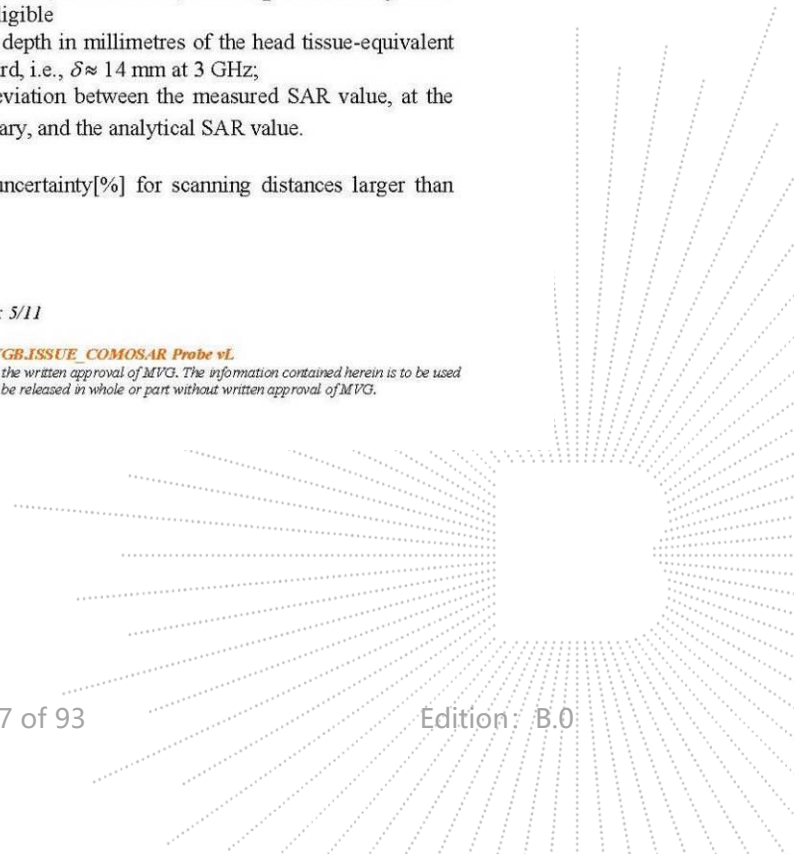 ligible
depth in millimetres of the head tissue-equivalent
rd, i.e., δ≈ 14 mm at 3 GHz;
eviation between the measured SAR value, at the
ary, and the analytical SAR value.
uncertainty[%] for scanning distances larger than
: 5/11
GB.ISSUE_COMOSAR Probe vL
the written approval of MVG. The information contained herein is to be used
be released in whole or part without written approval of MVG.
7 of 93
Edition: B.0